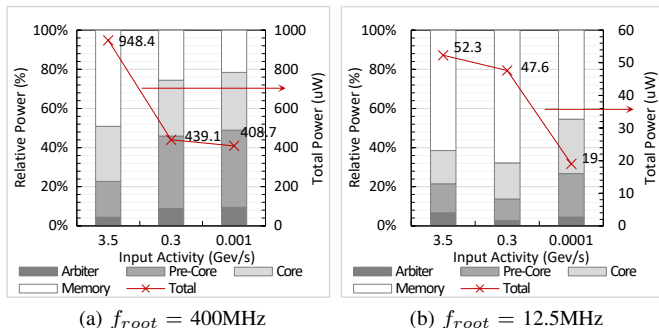 100% 1000 100% 60
948.4 52.3
80% 800 80% 47.6 50
60% 600 60% 40
439.1 408.7 30
40% 400 40%
19. 20
20% 200 20% 10
0% 0 0% 0
3.5 0.3 0.001 3.5 0.3 0.0001
Relative Power (%) Total Power (uW) Relative Power (%) Total Power (uW)
Input Activity (Gev/s) Input Activity (Gev/s)
Arbiter Pre-Core Core Arbiter Pre-Core Core
Memory Total Memory Total
(a) f_root = 400MHz (b) f_root = 12.5MHz